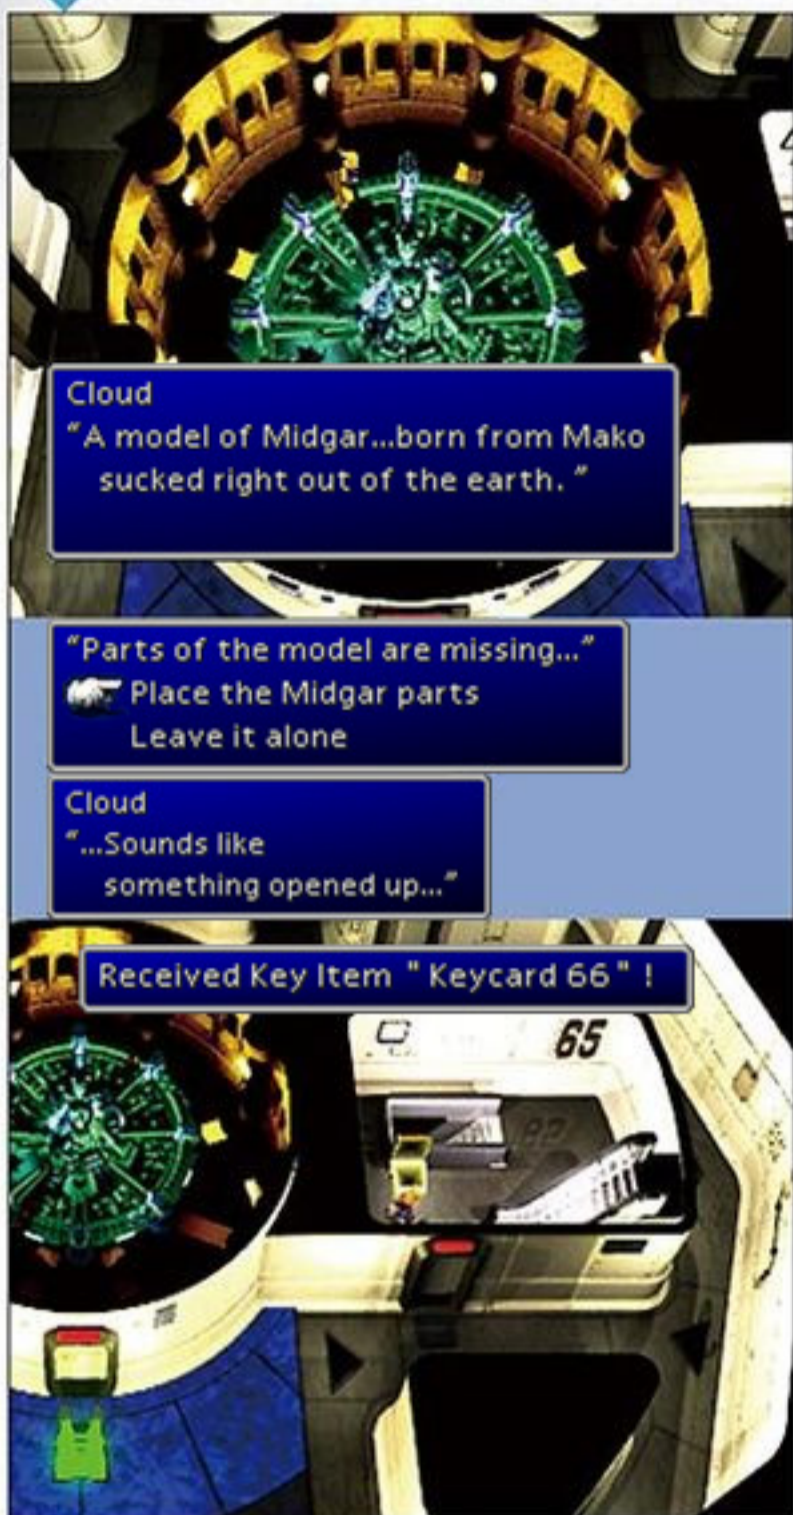 4
Cloud
"A model of Midgar...born from Mako
sucked right out of the earth. "
"Parts of the model are missing..."
Place the Midgar parts
Leave it alone
Cloud
"...Sounds like
something opened up..."
Received Key Item " Keycard 66 " !
65